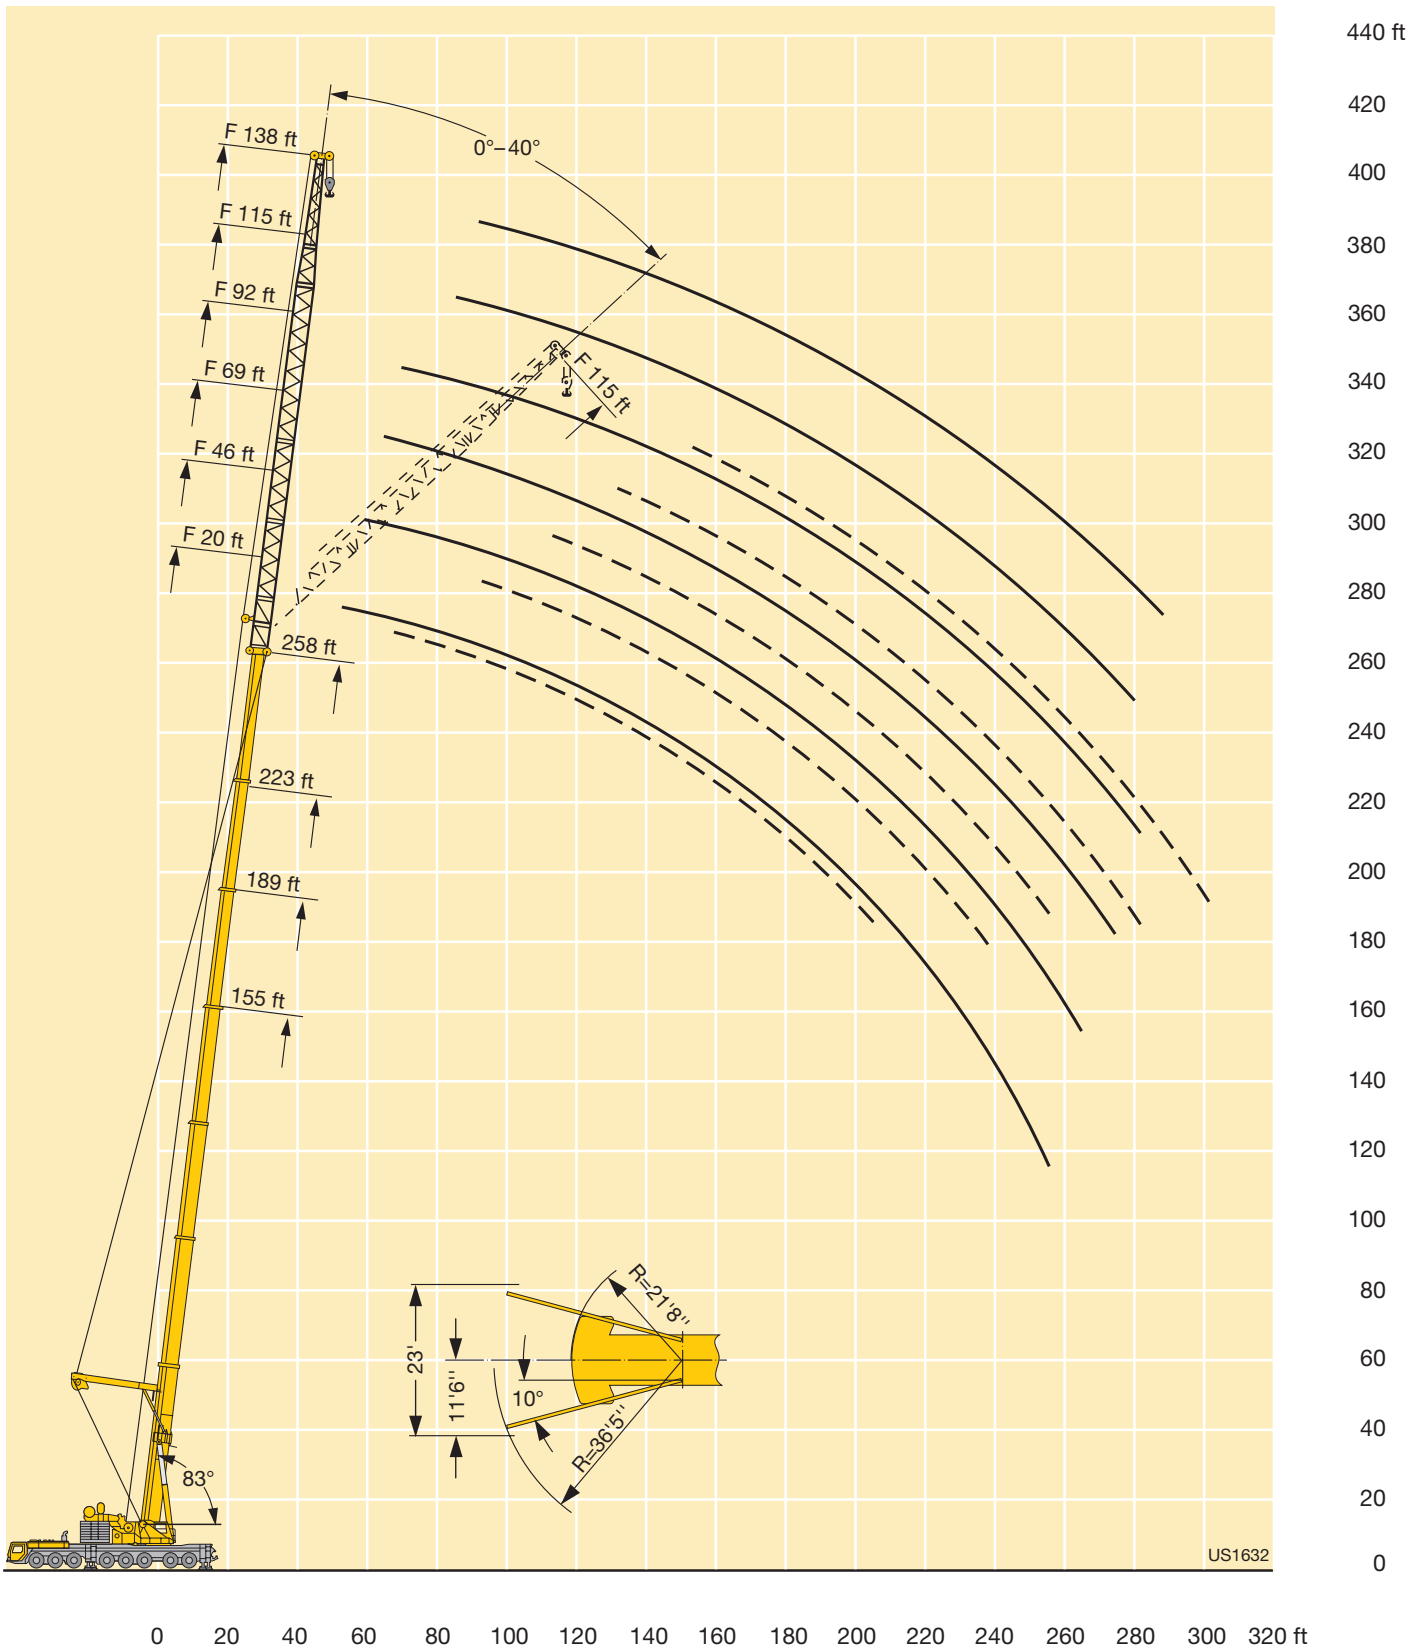 440 ft
420
400
380
360
340
320
300
280
260
240
220
200
180
160
140
120
100
80
60
40
20
0
F 138 ft
0°–40°
F 115 ft
F 92 ft
F 69 ft
F 115 ft
F 46 ft
F 20 ft
258 ft
223 ft
189 ft
155 ft
R=21'8''
23'
11'6''
10°
R=36'5''
83°
US1632
0 20 40 60 80 100 120 140 160 180 200 220 240 260 280 300 320 ft